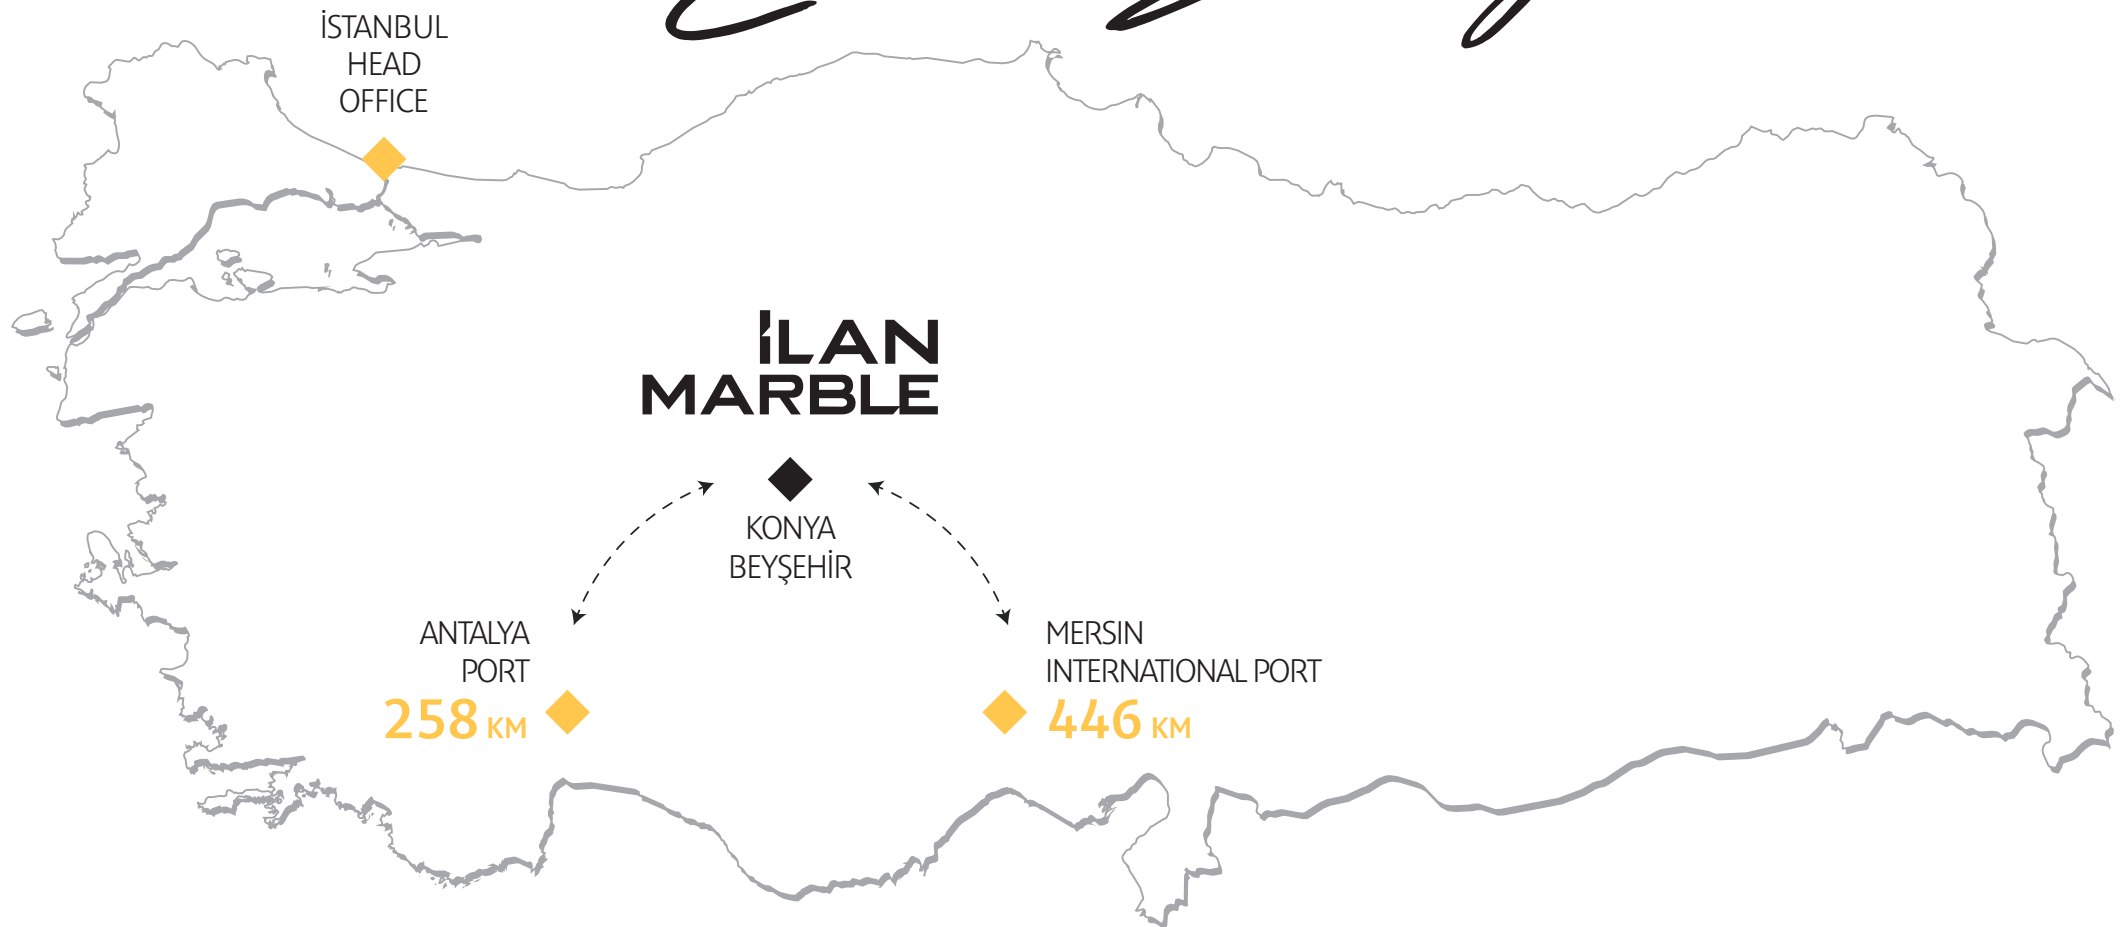 İSTANBUL
HEAD
OFFICE
İLAN
MARBLE
KONYA
BEYŞEHİR
ANTALYA
PORT
258 KM
MERSIN
INTERNATIONAL PORT
446 KM